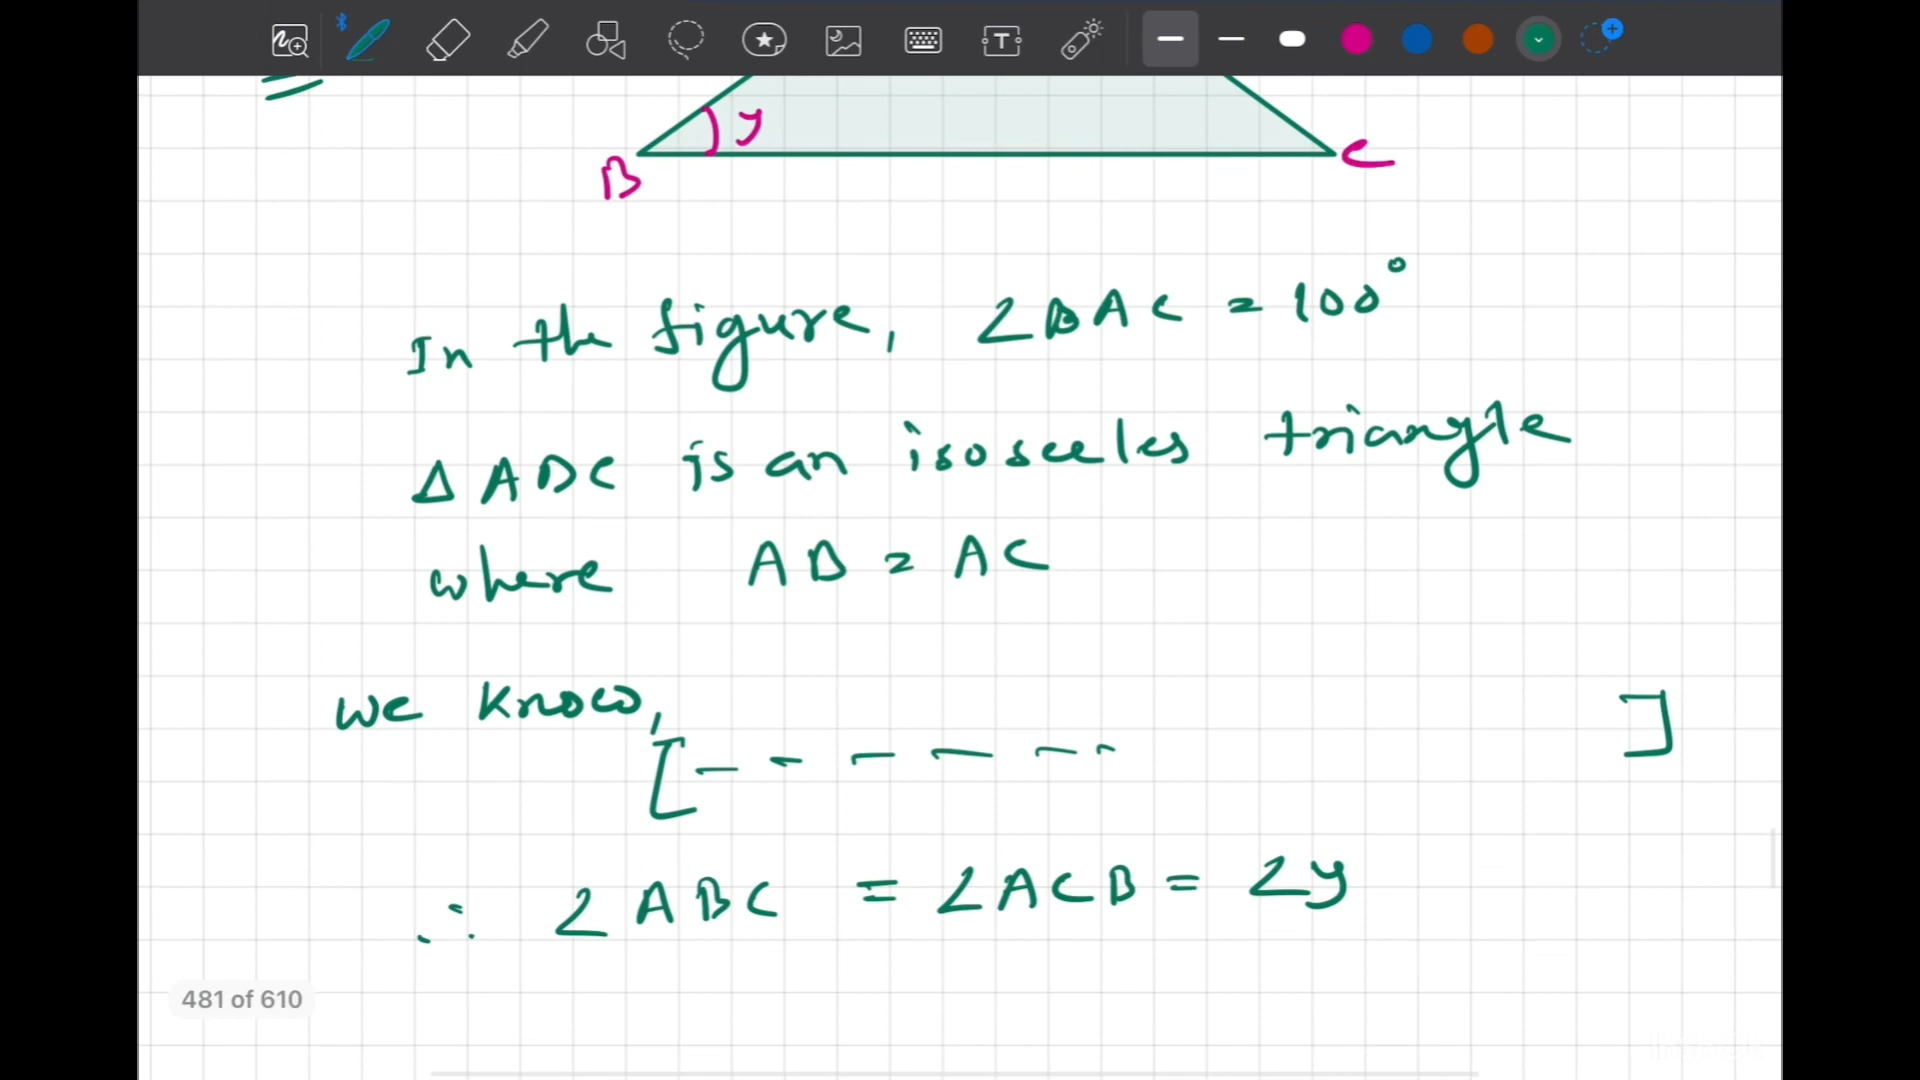 y
B
C
In the figure, ∠BAC = 100°
Δ ABC is an isosceles triangle
where AB = AC
We know,
[- - - - - - ]
∴ ∠ABC = ∠ACB = ∠y
481 of 610